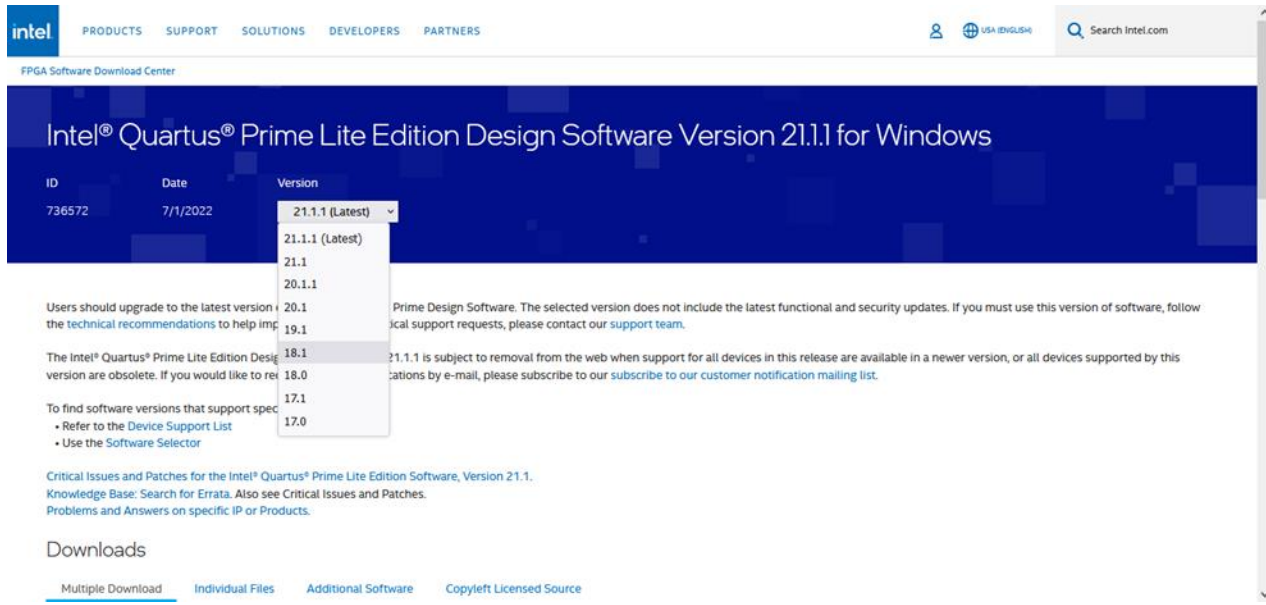 intel.
PRODUCTS SUPPORT SOLUTIONS DEVELOPERS PARTNERS
USA (ENGLISH)
Search Intel.com
FPGA Software Download Center
Intel® Quartus® Prime Lite Edition Design Software Version 21.1.1 for Windows
ID Date Version
736572 7/1/2022 21.1.1 (Latest)
21.1.1 (Latest)
21.1
20.1.1
20.1
19.1
18.1
18.0
17.1
17.0
Users should upgrade to the latest version Prime Design Software. The selected version does not include the latest functional and security updates. If you must use this version of software, follow
the technical recommendations to help imp ical support requests, please contact our support team.
The Intel® Quartus® Prime Lite Edition Desig 21.1.1 is subject to removal from the web when support for all devices in this release are available in a newer version, or all devices supported by this
version are obsolete. If you would like to re cations by e-mail, please subscribe to our subscribe to our customer notification mailing list.
To find software versions that support spec
• Refer to the Device Support List
• Use the Software Selector
Critical Issues and Patches for the Intel® Quartus® Prime Lite Edition Software, Version 21.1.
Knowledge Base: Search for Errata. Also see Critical Issues and Patches.
Problems and Answers on specific IP or Products.
Downloads
Multiple Download Individual Files Additional Software Copyleft Licensed Source